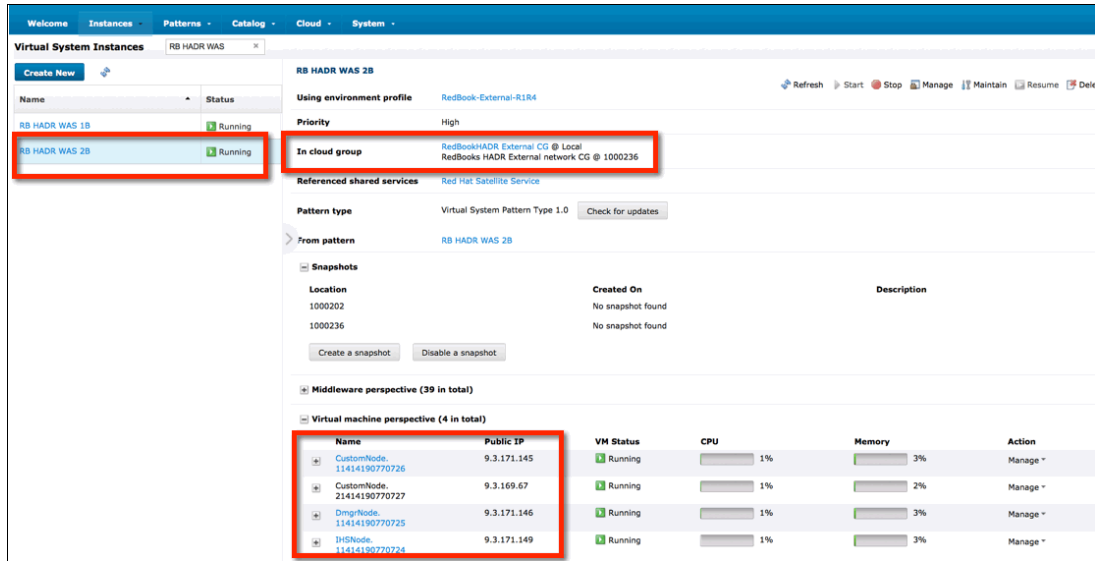 Welcome Instances Patterns Catalog Cloud System
Virtual System Instances RB HADR WAS ×
Create New
Name Status
RB HADR WAS 1B Running
RB HADR WAS 2B Running
RB HADR WAS 2B
Refresh Start Stop Manage Maintain Resume Dele
Using environment profile RedBook-External-R1R4
Priority High
In cloud group RedBookHADR External CG @ Local
RedBooks HADR External network CG @ 1000236
Referenced shared services Red Hat Satellite Service
Pattern type Virtual System Pattern Type 1.0 Check for updates
From pattern RB HADR WAS 2B
Snapshots
Location Created On Description
1000202 No snapshot found
1000236 No snapshot found
Create a snapshot Disable a snapshot
Middleware perspective (39 in total)
Virtual machine perspective (4 in total)
Name Public IP VM Status CPU Memory Action
CustomNode. 9.3.171.145 Running 1% 3% Manage
11414190770726
CustomNode. 9.3.169.67 Running 1% 2% Manage
21414190770727
DmgrNode. 9.3.171.146 Running 1% 3% Manage
11414190770725
IHSNode. 9.3.171.149 Running 1% 3% Manage
11414190770724